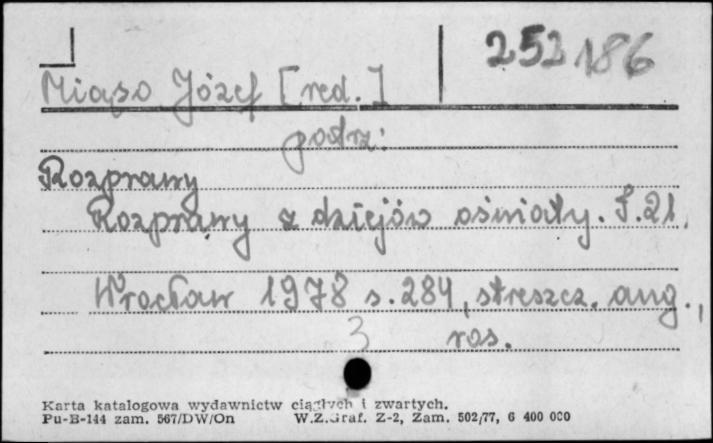 252186
Miąso Józef [red.]
podrz:
Rozprawy
Rozprawy z dziejów oświaty. T.21.
Wrocław 1978 s.284, streszcz. ang.,
3 ros.
Karta katalogowa wydawnictw ciągłych i zwartych.
Pu-B-144 zam. 567/DW/On W.Z.Graf. Z-2, Zam. 502/77, 6 400 000